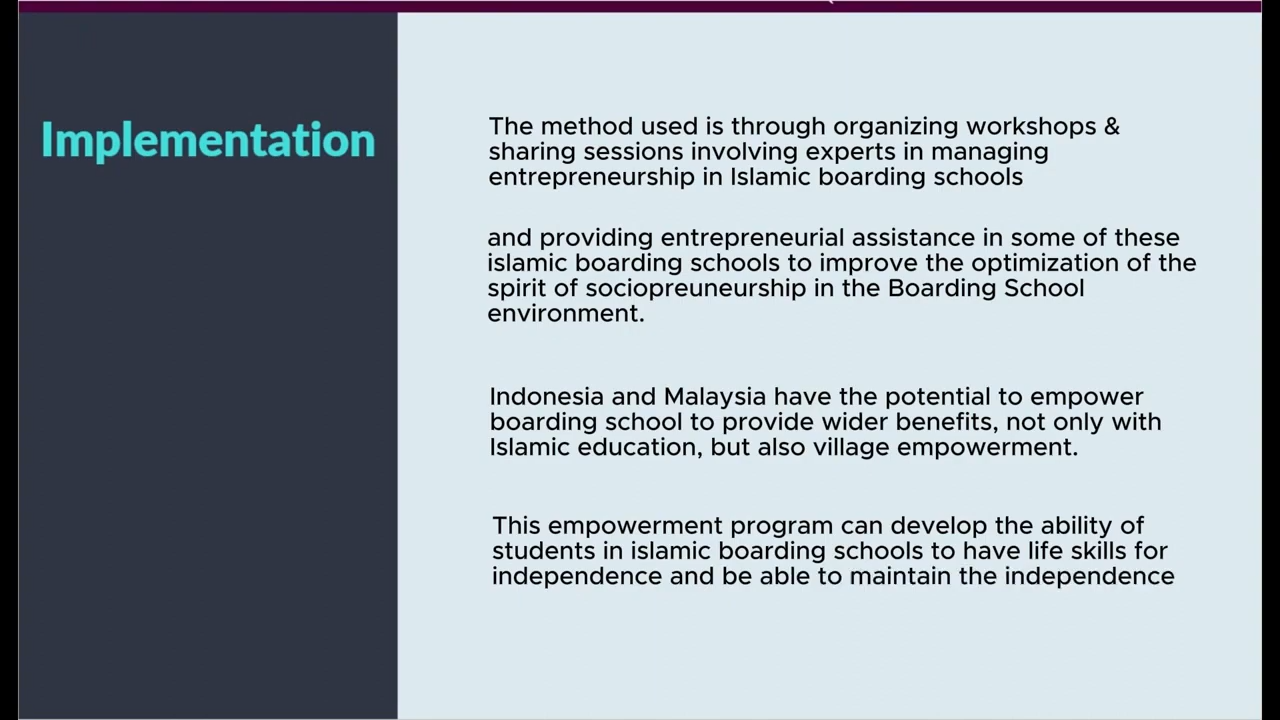 Implementation
The method used is through organizing workshops &
sharing sessions involving experts in managing
entrepreneurship in Islamic boarding schools
and providing entrepreneurial assistance in some of these
islamic boarding schools to improve the optimization of the
spirit of sociopreuneurship in the Boarding School
environment.
Indonesia and Malaysia have the potential to empower
boarding school to provide wider benefits, not only with
Islamic education, but also village empowerment.
This empowerment program can develop the ability of
students in islamic boarding schools to have life skills for
independence and be able to maintain the independence